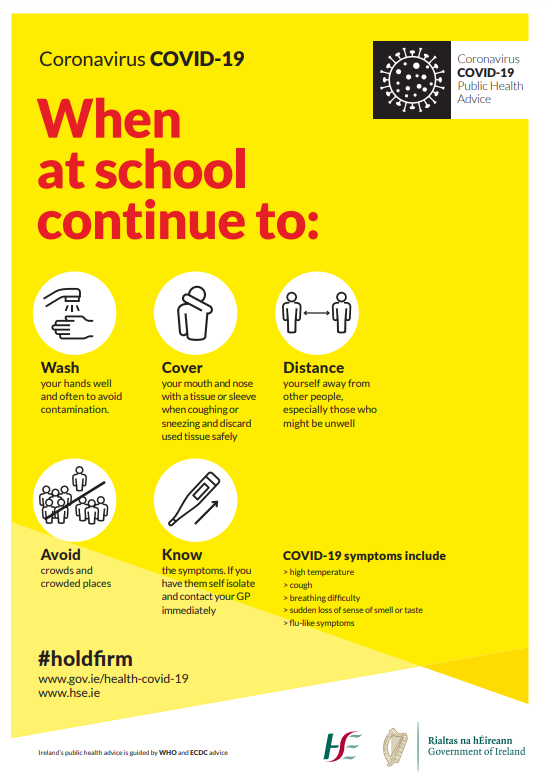 Coronavirus COVID-19
Coronavirus
COVID-19
Public Health
Advice
When
at school
continue to:
Wash
your hands well
and often to avoid
contamination.
Cover
your mouth and nose
with a tissue or sleeve
when coughing or
sneezing and discard
used tissue safely
Distance
yourself away from
other people,
especially those who
might be unwell
Avoid
crowds and
crowded places
Know
the symptoms. If you
have them self isolate
and contact your GP
immediately
COVID-19 symptoms include
> high temperature
> cough
> breathing difficulty
> sudden loss of sense of smell or taste
> flu-like symptoms
#holdfirm
www.gov.ie/health-covid-19
www.hse.ie
Ireland's public health advice is guided by WHO and ECDC advice
HSE
Rialtas na hÉireann
Government of Ireland